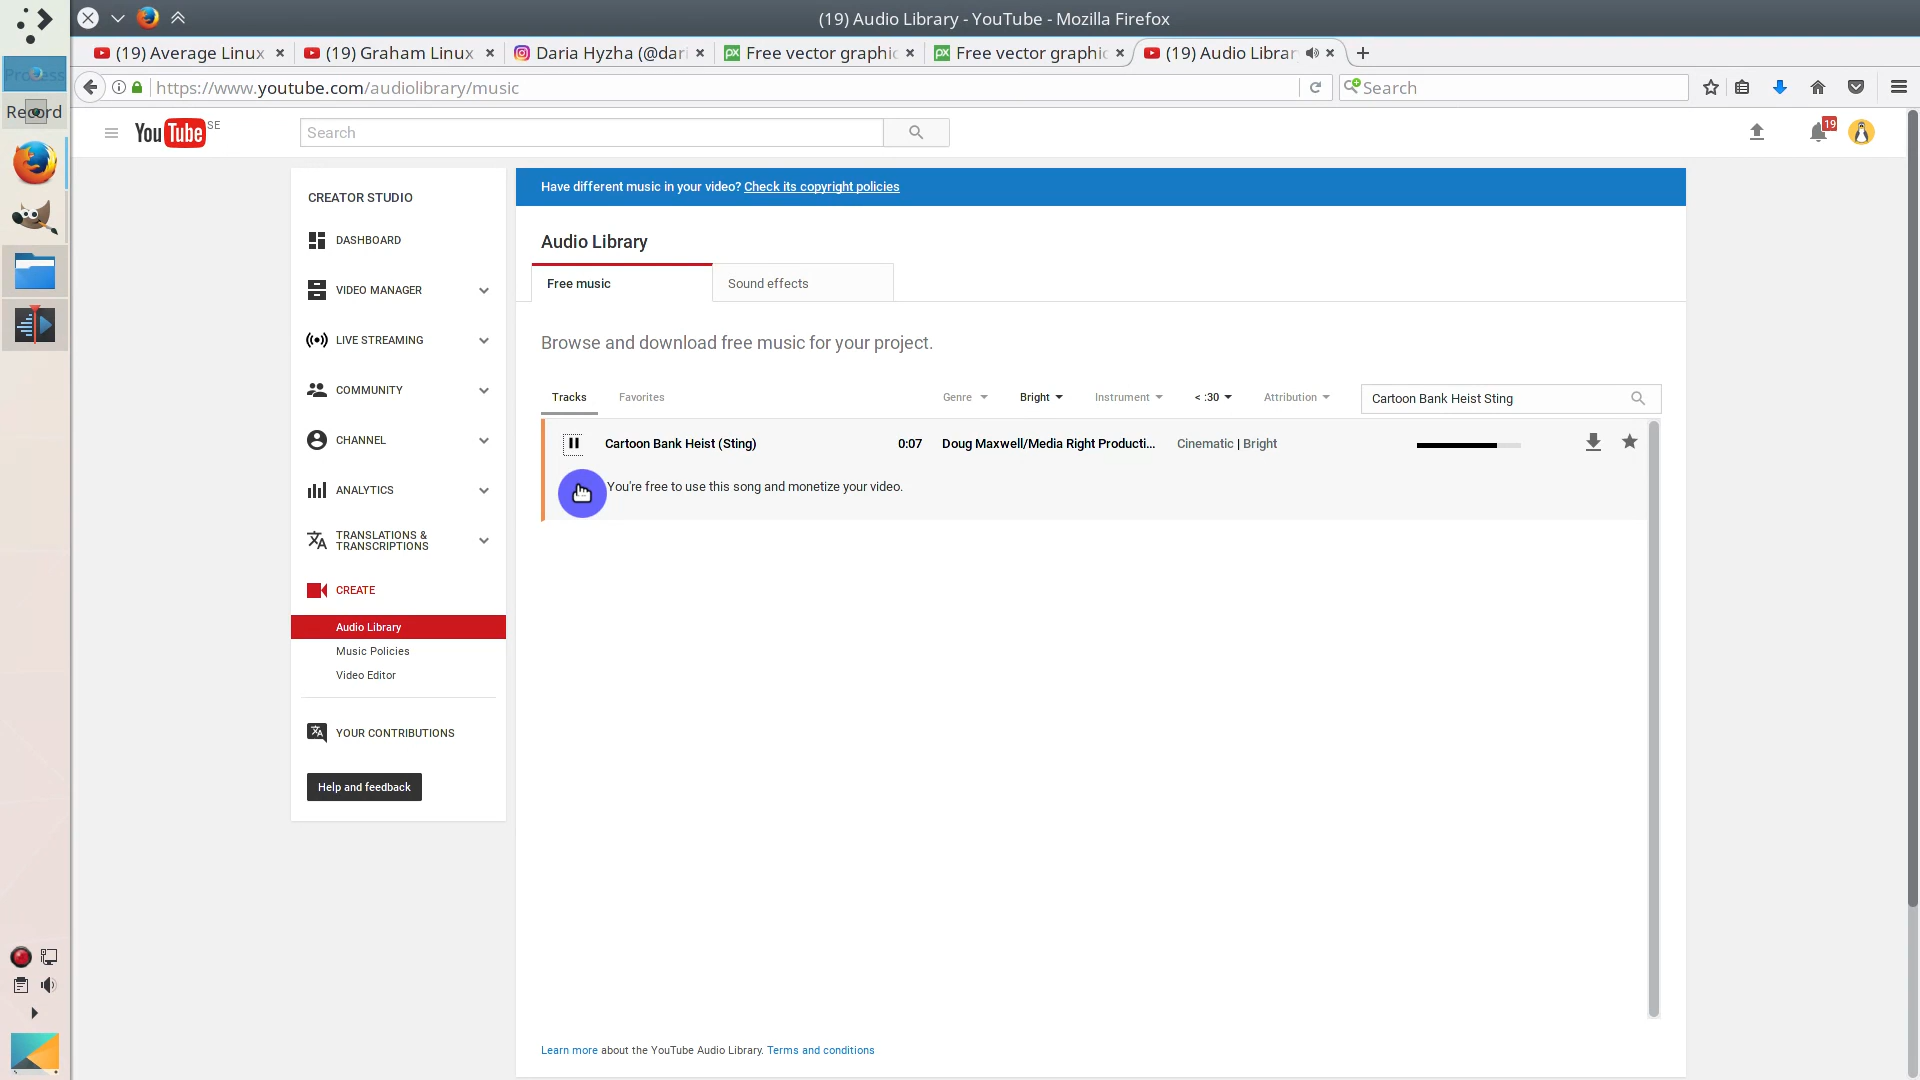 (19) Audio Library - YouTube - Mozilla Firefox
(19) Average Linux
(19) Graham Linux
Daria Hyzha (@dari
Free vector graphic
Free vector graphic
(19) Audio Librar
Record
https://www.youtube.com/audiolibrary/music
Search
YouTube SE
Search
19
CREATOR STUDIO
DASHBOARD
VIDEO MANAGER
LIVE STREAMING
COMMUNITY
CHANNEL
ANALYTICS
TRANSLATIONS &
TRANSCRIPTIONS
CREATE
Audio Library
Music Policies
Video Editor
YOUR CONTRIBUTIONS
Help and feedback
Have different music in your video? Check its copyright policies
Audio Library
Free music
Sound effects
Browse and download free music for your project.
Tracks Favorites Genre Bright Instrument < :30 Attribution Cartoon Bank Heist Sting
Cartoon Bank Heist (Sting) 0:07 Doug Maxwell/Media Right Producti... Cinematic | Bright
You're free to use this song and monetize your video.
Learn more about the YouTube Audio Library. Terms and conditions